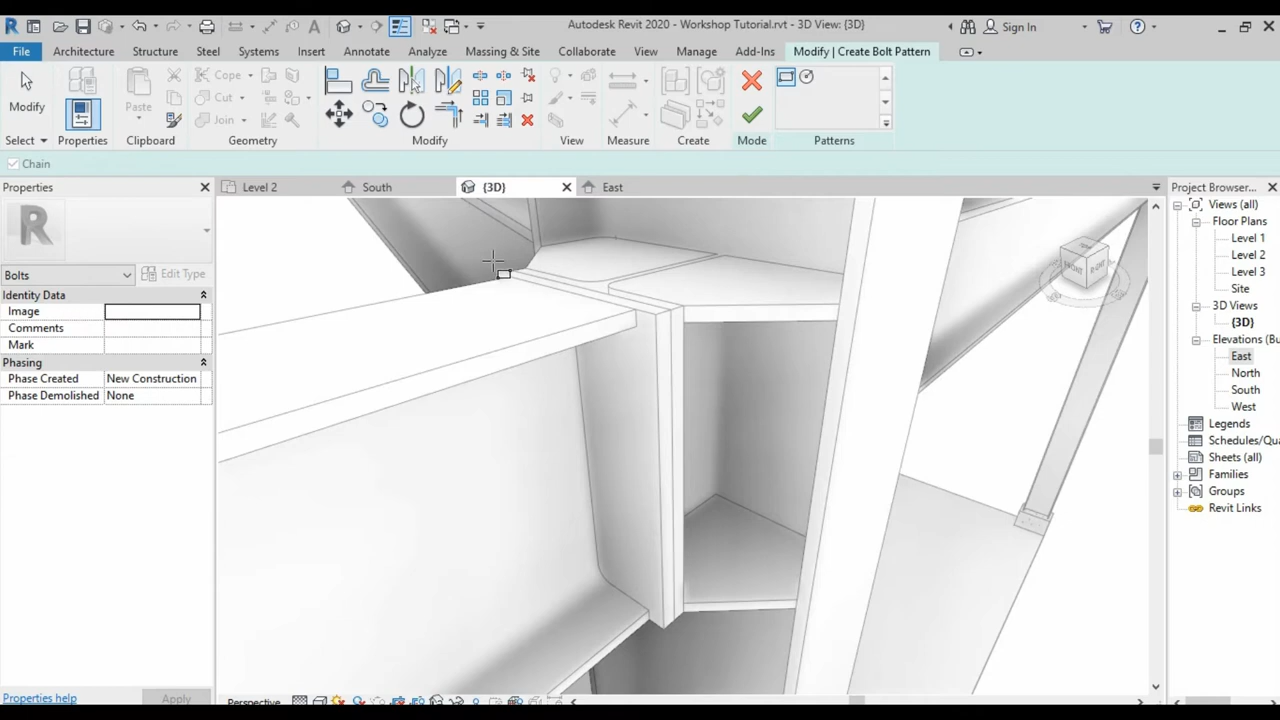 Autodesk Revit 2020 - Workshop Tutorial.rvt - 3D View: {3D}
Sign In
File Architecture Structure Steel Systems Insert Annotate Analyze Massing & Site Collaborate View Manage Add-Ins Modify | Create Bolt Pattern
Modify
Paste
Cope
Cut
Join
Select Properties Clipboard Geometry Modify View Measure Create Mode Patterns
Chain
Properties
Level 2
South
{3D}
East
Project Browser...
Bolts
Edit Type
Identity Data
Image
Comments
Mark
Phasing
Phase Created New Construction
Phase Demolished None
Views (all)
Floor Plans
Level 1
Level 2
Level 3
Site
3D Views
{3D}
Elevations (Bu
East
North
South
West
Legends
Schedules/Qua
Sheets (all)
Families
Groups
Revit Links
FRONT
Properties help
Apply
Perspective